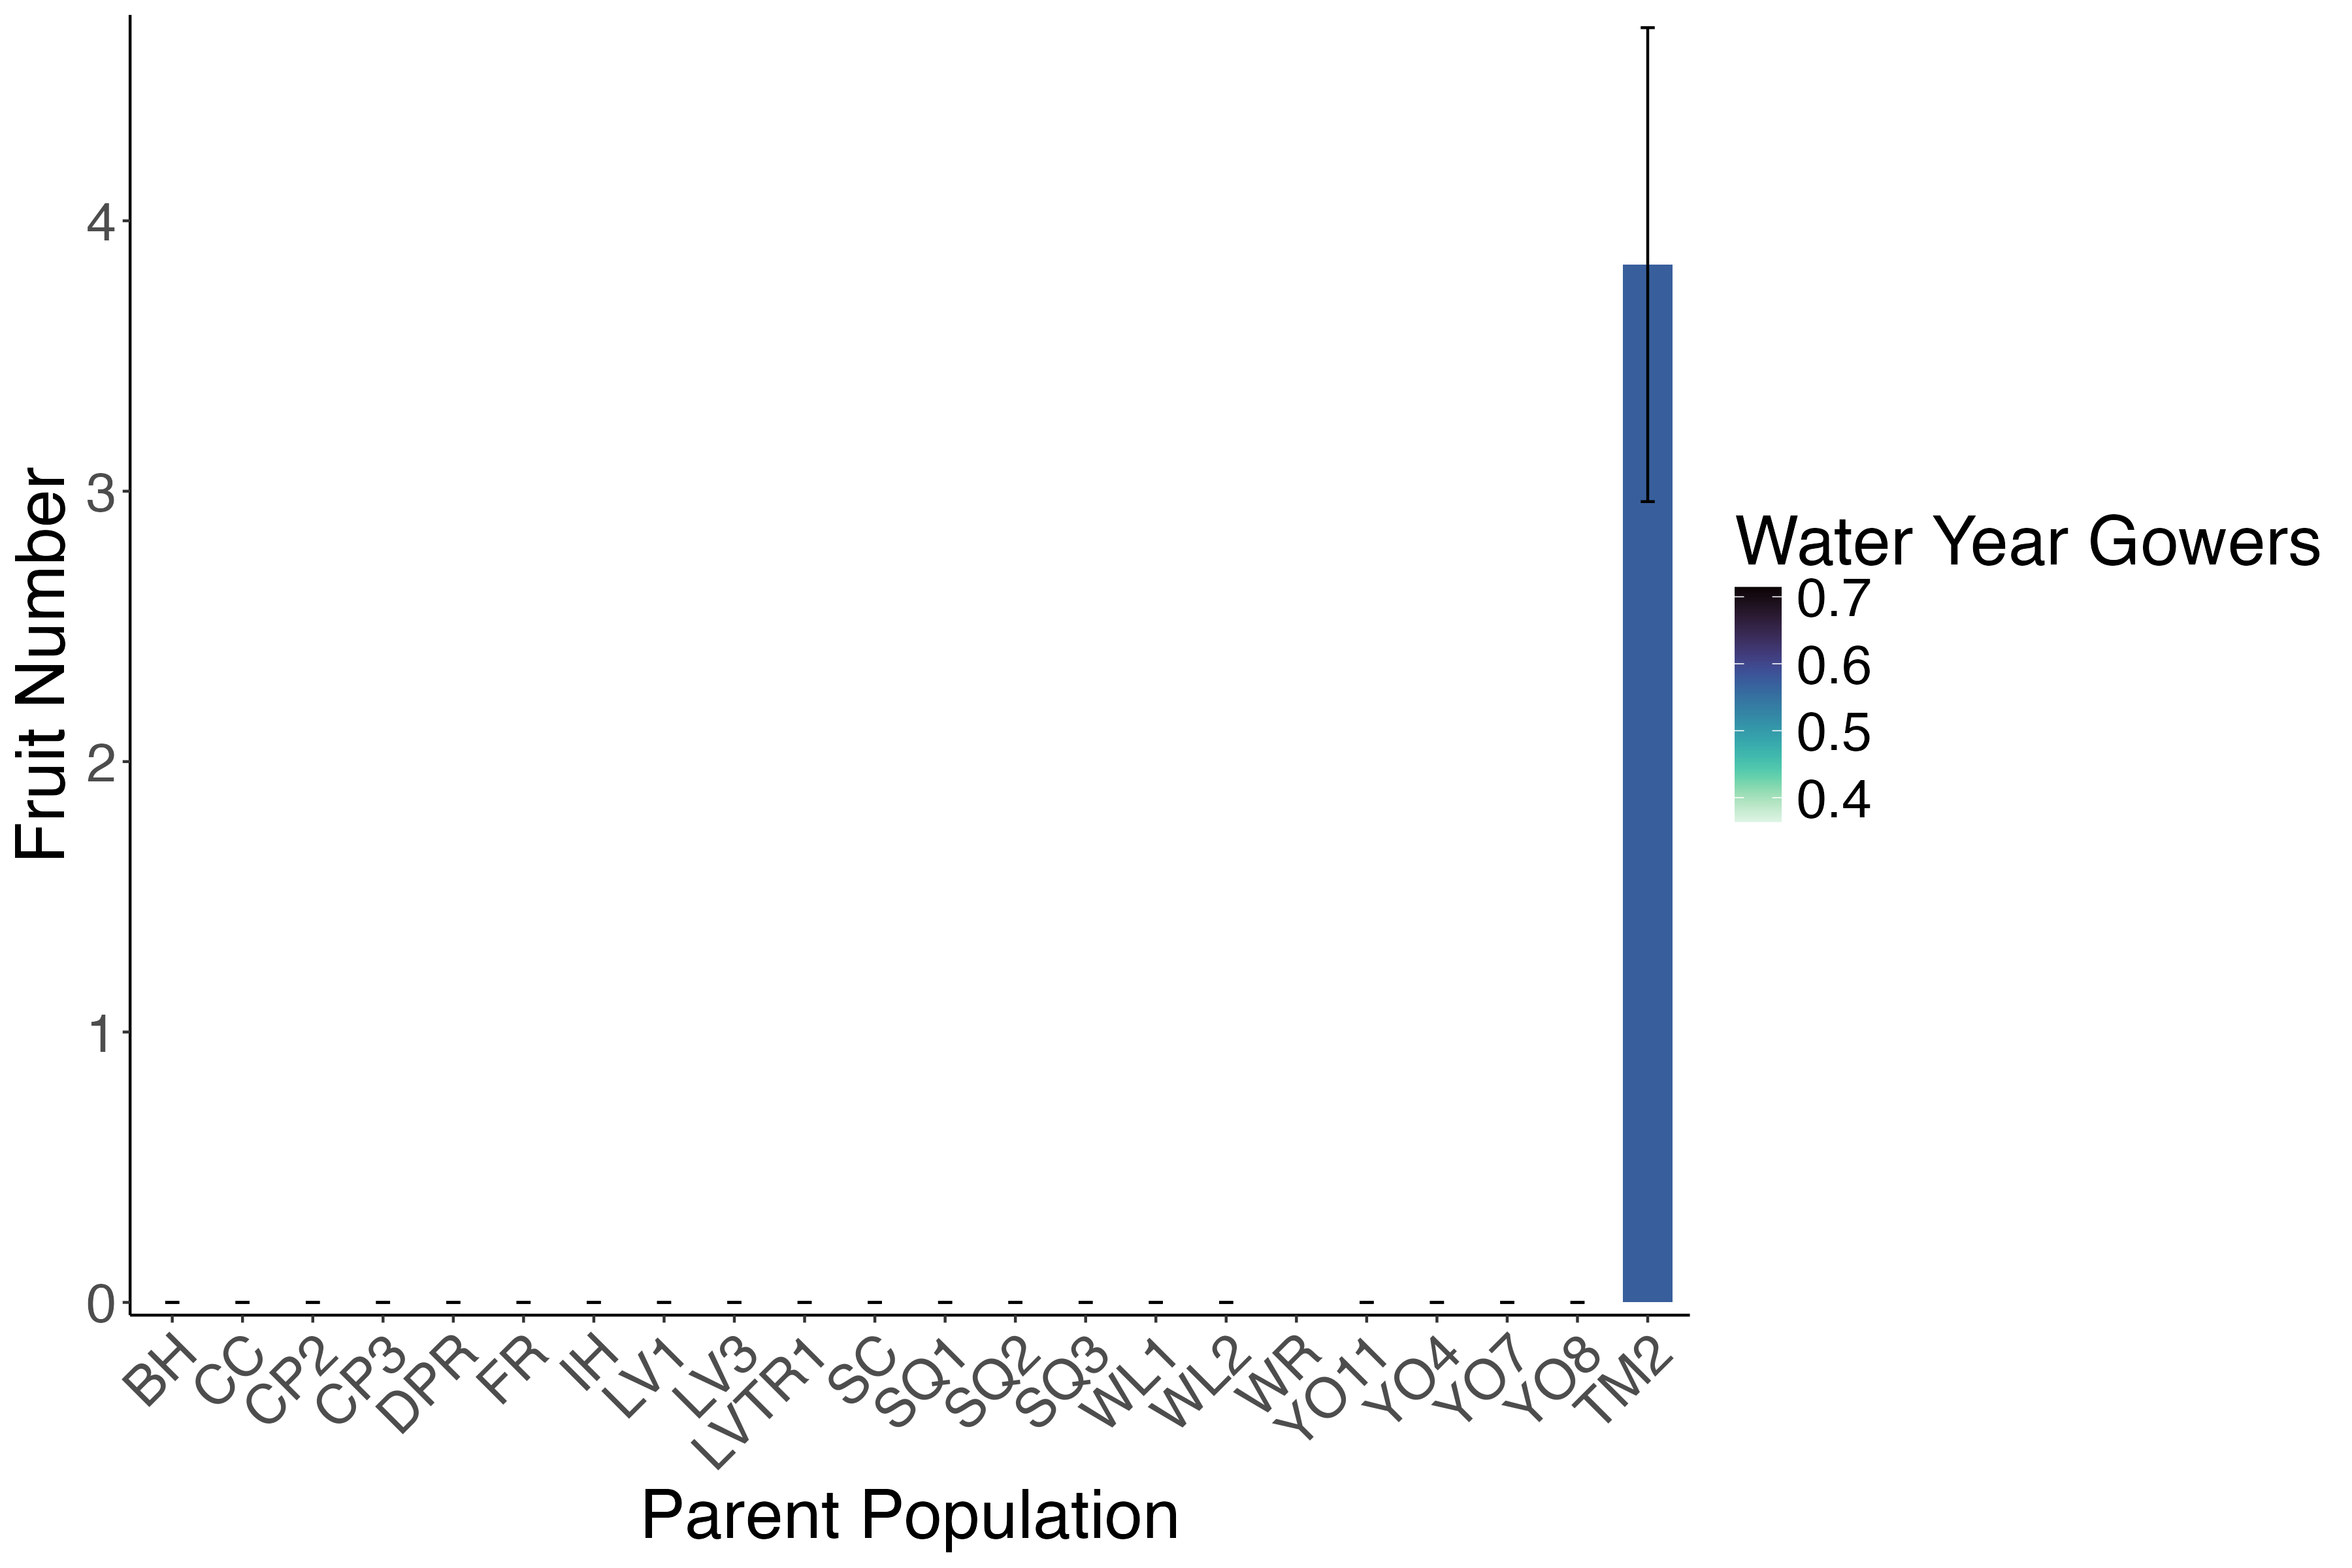 Fruit Number
4
3
2
1
0
BH
CC
CP2
CP3
DPR
FR
IH
LV1
LV3
LVTR1
SC
SQ1
SQ2
SQ3
WL1
WL2
WR
YO11
YO4
YO7
YO8
TM2
Parent Population
Water Year Gowers
0.7
0.6
0.5
0.4